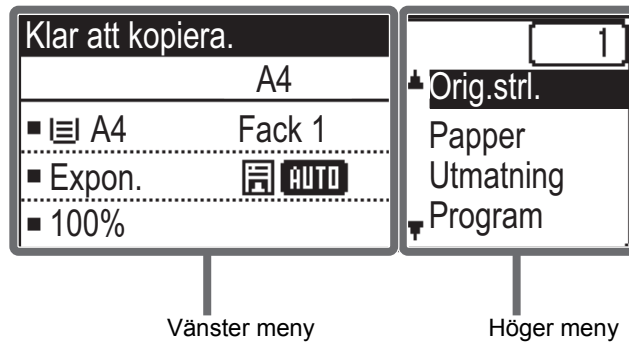 Klar att kopiera.
A4
A4 Fack 1
Expon. AUTO
100%
1
Orig.strl.
Papper
Utmatning
Program
Vänster meny
Höger meny